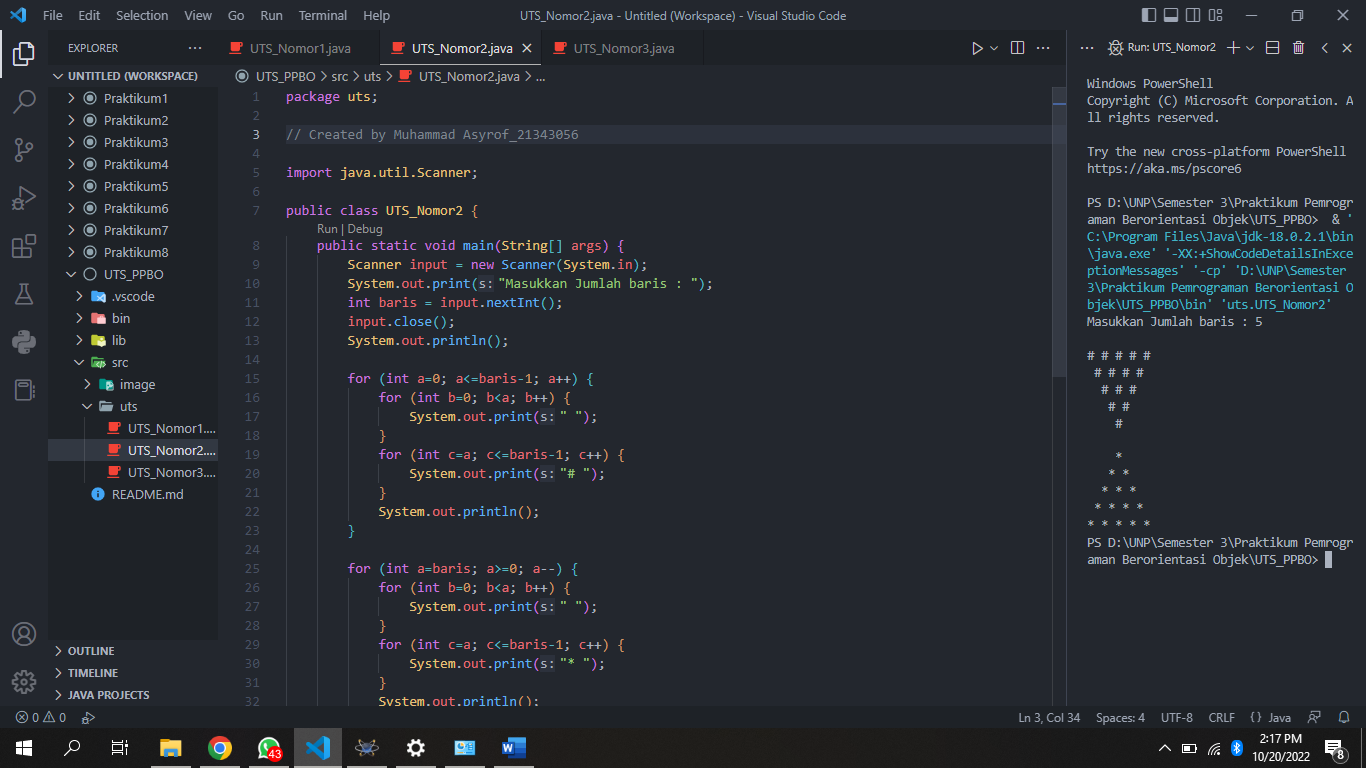 File Edit Selection View Go Run Terminal Help
UTS_Nomor2.java - Untitled (Workspace) - Visual Studio Code
EXPLORER
UNTITLED (WORKSPACE)
Praktikum1
Praktikum2
Praktikum3
Praktikum4
Praktikum5
Praktikum6
Praktikum7
Praktikum8
UTS_PPBO
.vscode
bin
lib
src
image
uts
UTS_Nomor1....
UTS_Nomor2....
UTS_Nomor3....
README.md
OUTLINE
TIMELINE
JAVA PROJECTS
UTS_Nomor1.java UTS_Nomor2.java UTS_Nomor3.java
UTS_PPBO > src > uts > UTS_Nomor2.java > ...
1 package uts;
2
3 // Created by Muhammad Asyrof_21343056
4
5 import java.util.Scanner;
6
7 public class UTS_Nomor2 {
Run | Debug
8 public static void main(String[] args) {
9 Scanner input = new Scanner(System.in);
10 System.out.print(s:"Masukkan Jumlah baris : ");
11 int baris = input.nextInt();
12 input.close();
13 System.out.println();
14
15 for (int a=0; a<=baris-1; a++) {
16 for (int b=0; b<a; b++) {
17 System.out.print(s:" ");
18 }
19 for (int c=a; c<=baris-1; c++) {
20 System.out.print(s:"# ");
21 }
22 System.out.println();
23 }
24
25 for (int a=baris; a>=0; a--) {
26 for (int b=0; b<a; b++) {
27 System.out.print(s:" ");
28 }
29 for (int c=a; c<=baris-1; c++) {
30 System.out.print(s:"* ");
31 }
32 System.out.println();
Run: UTS_Nomor2
Windows PowerShell
Copyright (C) Microsoft Corporation. A
ll rights reserved.
Try the new cross-platform PowerShell
https://aka.ms/pscore6
PS D:\UNP\Semester 3\Praktikum Pemrogr
aman Berorientasi Objek\UTS_PPBO>  & '
C:\Program Files\Java\jdk-18.0.2.1\bin
\java.exe' '-XX:+ShowCodeDetailsInExce
ptionMessages' '-cp' 'D:\UNP\Semester
3\Praktikum Pemrograman Berorientasi O
bjek\UTS_PPBO\bin' 'uts.UTS_Nomor2'
Masukkan Jumlah baris : 5
# # # # #
# # # #
# # #
# #
#
*
* *
* * *
* * * *
* * * * *
PS D:\UNP\Semester 3\Praktikum Pemrogr
aman Berorientasi Objek\UTS_PPBO>
0 0
Ln 3, Col 34 Spaces: 4 UTF-8 CRLF {} Java
43
2:17 PM
10/20/2022
8